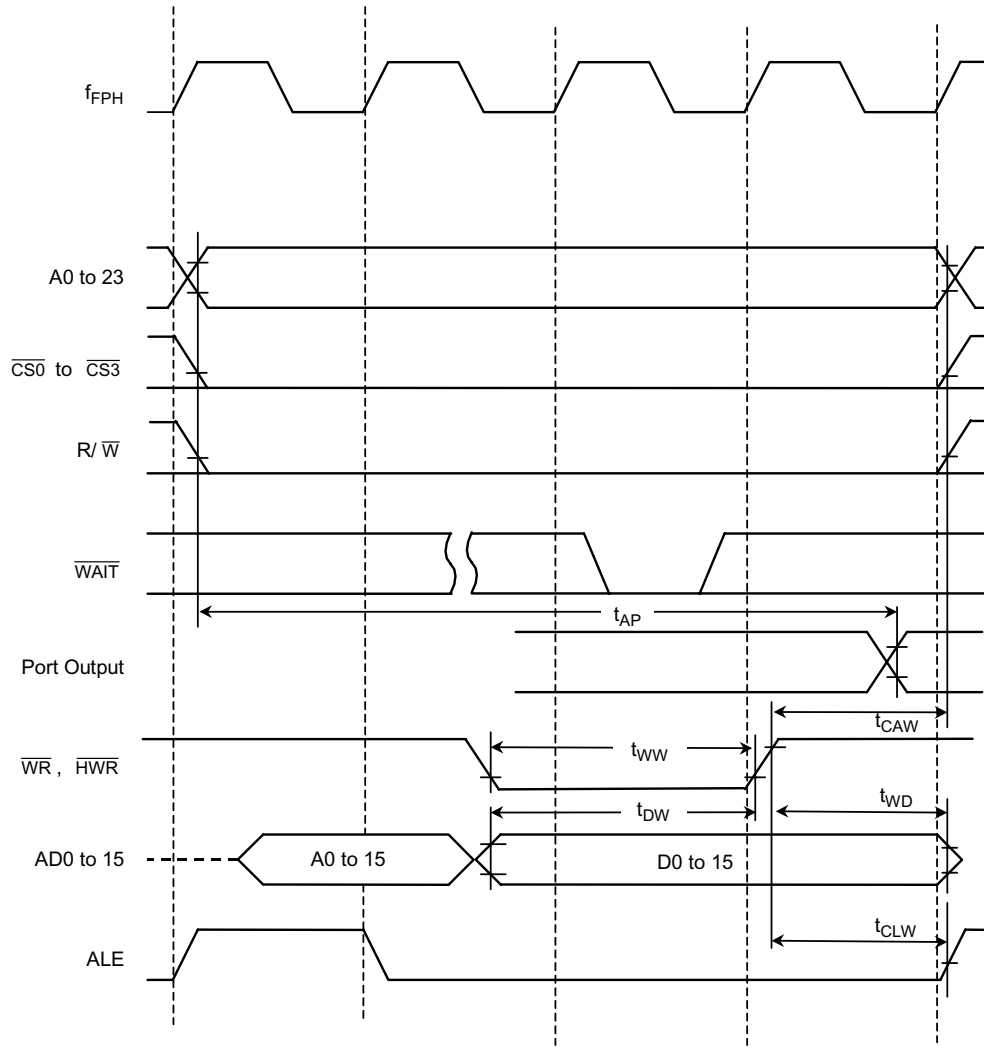 fFPH
A0 to 23
CS0 to CS3
R/ W
WAIT
tAP
Port Output
tCAW
WR , HWR
tWW
tWD
tDW
AD0 to 15
A0 to 15
D0 to 15
tCLW
ALE